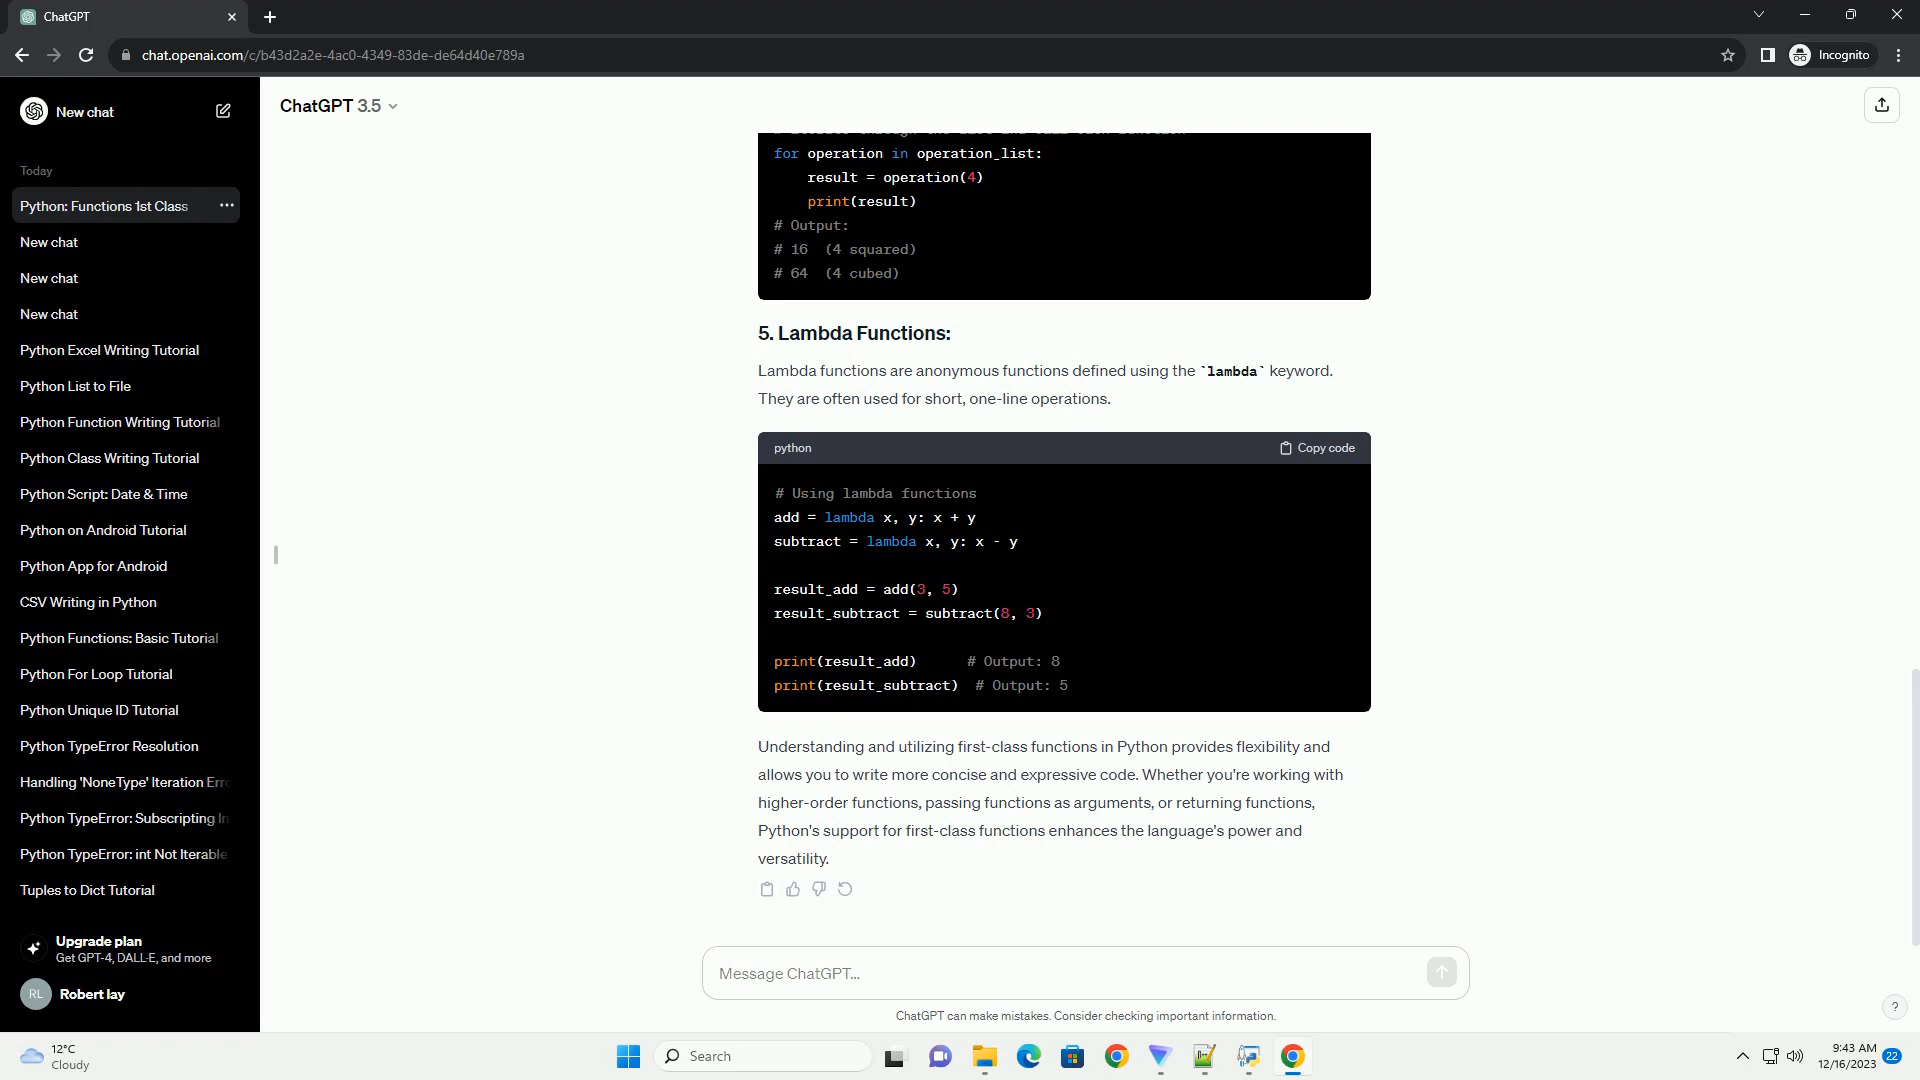 ChatGPT
chat.openai.com/c/b43d2a2e-4ac0-4349-83de-de64d40e789a
Incognito
New chat
Today
Python: Functions 1st Class
New chat
New chat
New chat
Python Excel Writing Tutorial
Python List to File
Python Function Writing Tutorial
Python Class Writing Tutorial
Python Script: Date & Time
Python on Android Tutorial
Python App for Android
CSV Writing in Python
Python Functions: Basic Tutorial
Python For Loop Tutorial
Python Unique ID Tutorial
Python TypeError Resolution
Handling 'NoneType' Iteration Erro
Python TypeError: Subscripting In
Python TypeError: int Not Iterable
Tuples to Dict Tutorial
Upgrade plan
Get GPT-4, DALL·E, and more
RL
Robert lay
ChatGPT 3.5
for operation in operation_list:
result = operation(4)
print(result)
# Output:
# 16 (4 squared)
# 64 (4 cubed)
5. Lambda Functions:
Lambda functions are anonymous functions defined using the `lambda` keyword.
They are often used for short, one-line operations.
python
Copy code
# Using lambda functions
add = lambda x, y: x + y
subtract = lambda x, y: x - y
result_add = add(3, 5)
result_subtract = subtract(8, 3)
print(result_add) # Output: 8
print(result_subtract) # Output: 5
Understanding and utilizing first-class functions in Python provides flexibility and
allows you to write more concise and expressive code. Whether you're working with
higher-order functions, passing functions as arguments, or returning functions,
Python's support for first-class functions enhances the language's power and
versatility.
Message ChatGPT...
ChatGPT can make mistakes. Consider checking important information.
?
12°C
Cloudy
Search
9:43 AM
12/16/2023
22